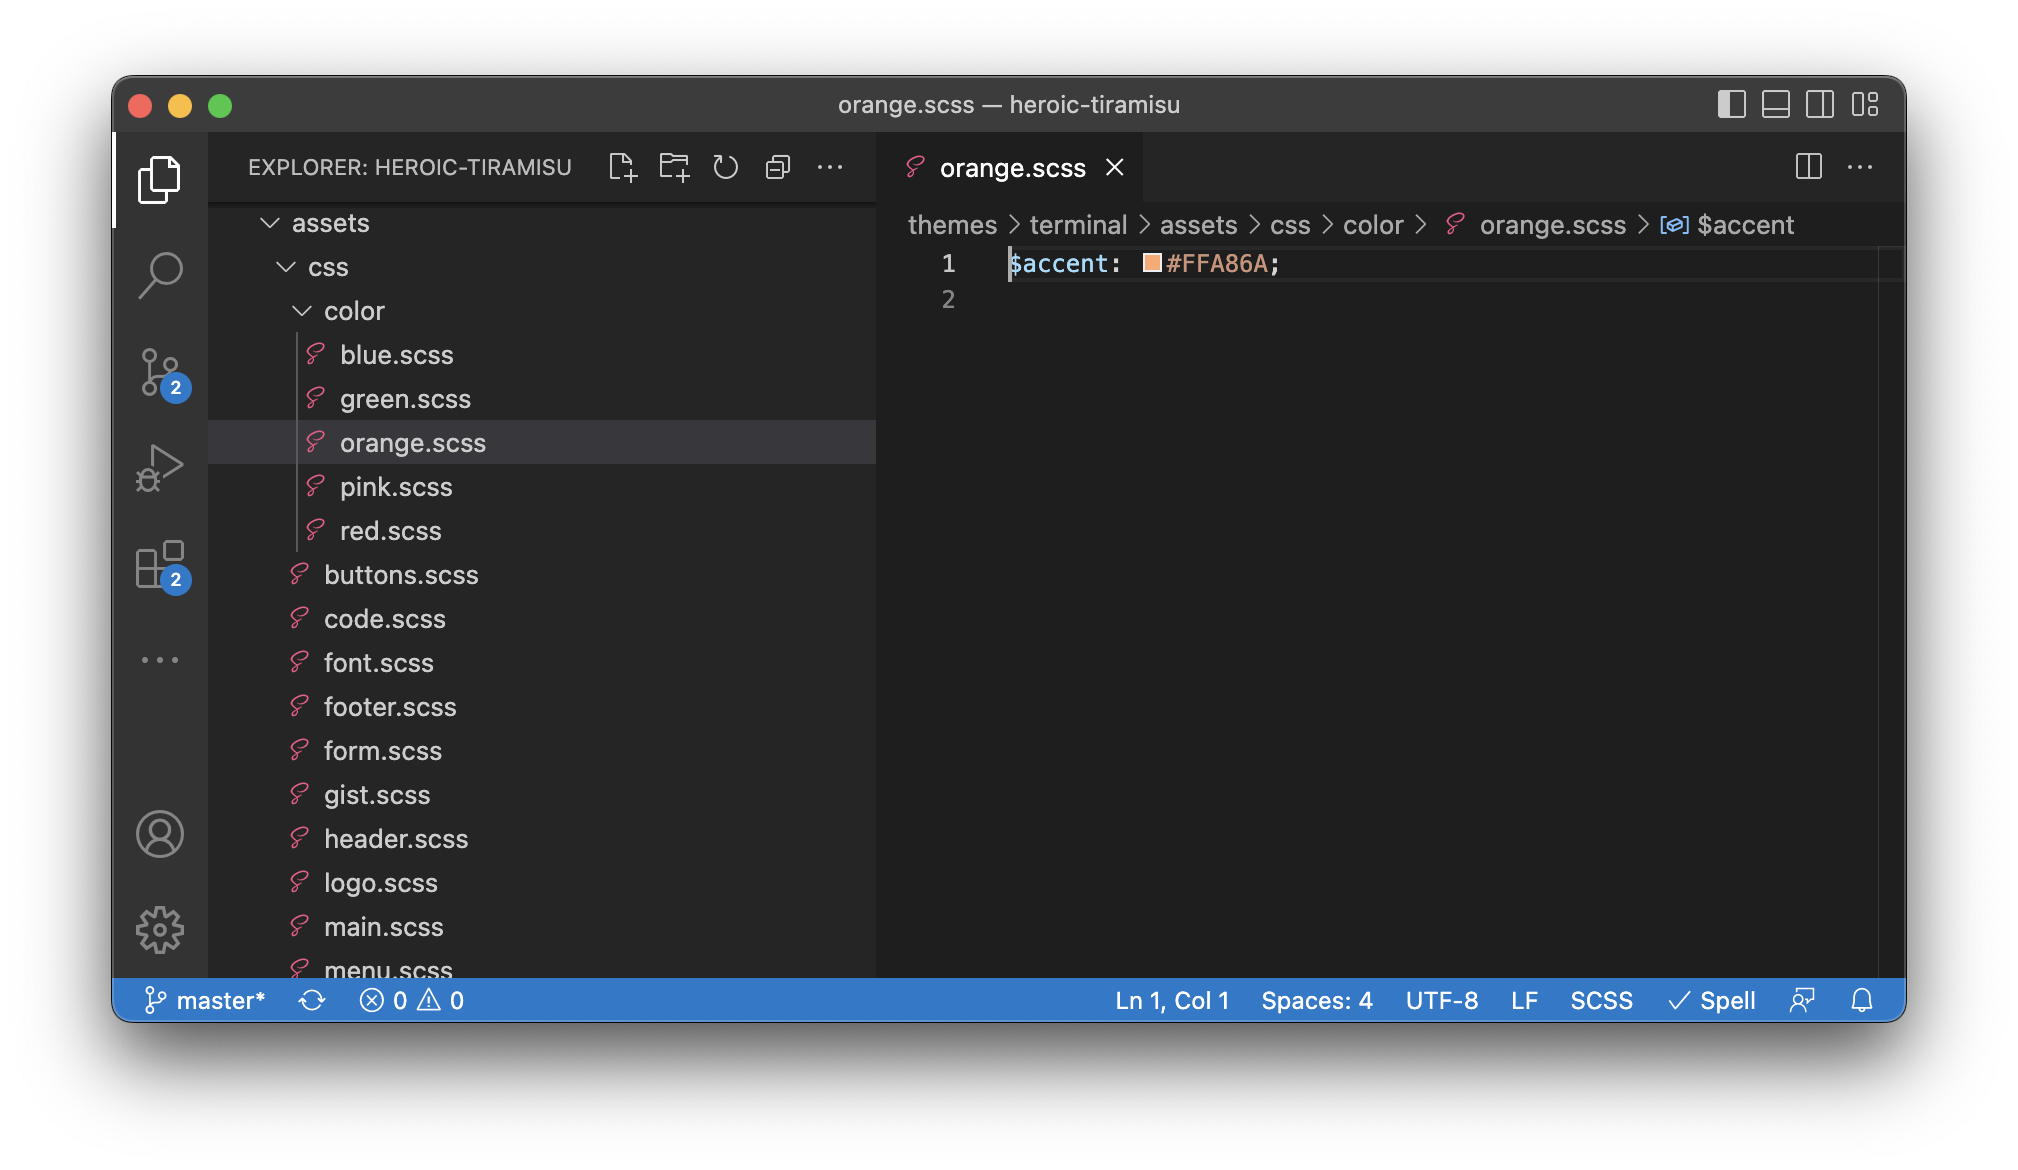 orange.scss — heroic-tiramisu
EXPLORER: HEROIC-TIRAMISU
assets
css
color
blue.scss
green.scss
orange.scss
pink.scss
red.scss
buttons.scss
code.scss
font.scss
footer.scss
form.scss
gist.scss
header.scss
logo.scss
main.scss
menu.scss
2
2
orange.scss
themes > terminal > assets > css > color > orange.scss > $accent
1 $accent: #FFA86A;
2
master* 0 0 Ln 1, Col 1 Spaces: 4 UTF-8 LF SCSS Spell